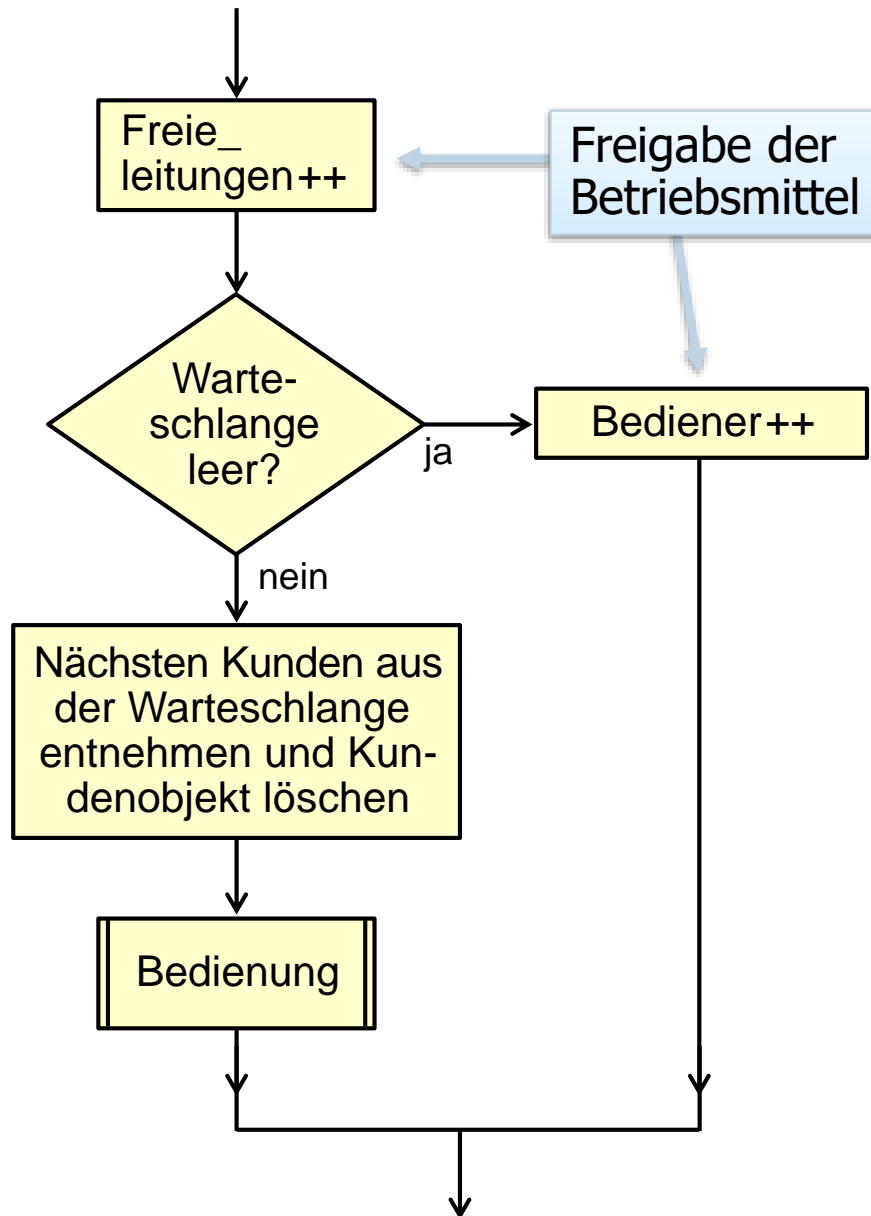 Freie_
leitungen++
Freigabe der
Betriebsmittel
Warte-
schlange
leer?
ja
Bediener++
nein
Nächsten Kunden aus
der Warteschlange
entnehmen und Kun-
denobjekt löschen
Bedienung